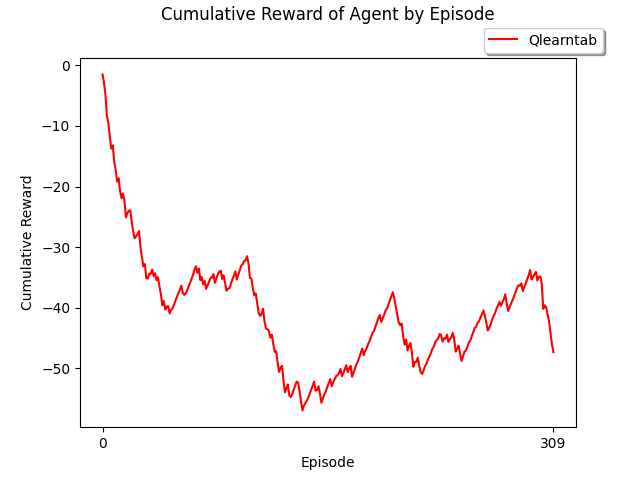 Cumulative Reward of Agent by Episode
Qlearntab
0
−10
−20
−30
−40
−50
Cumulative Reward
0
309
Episode